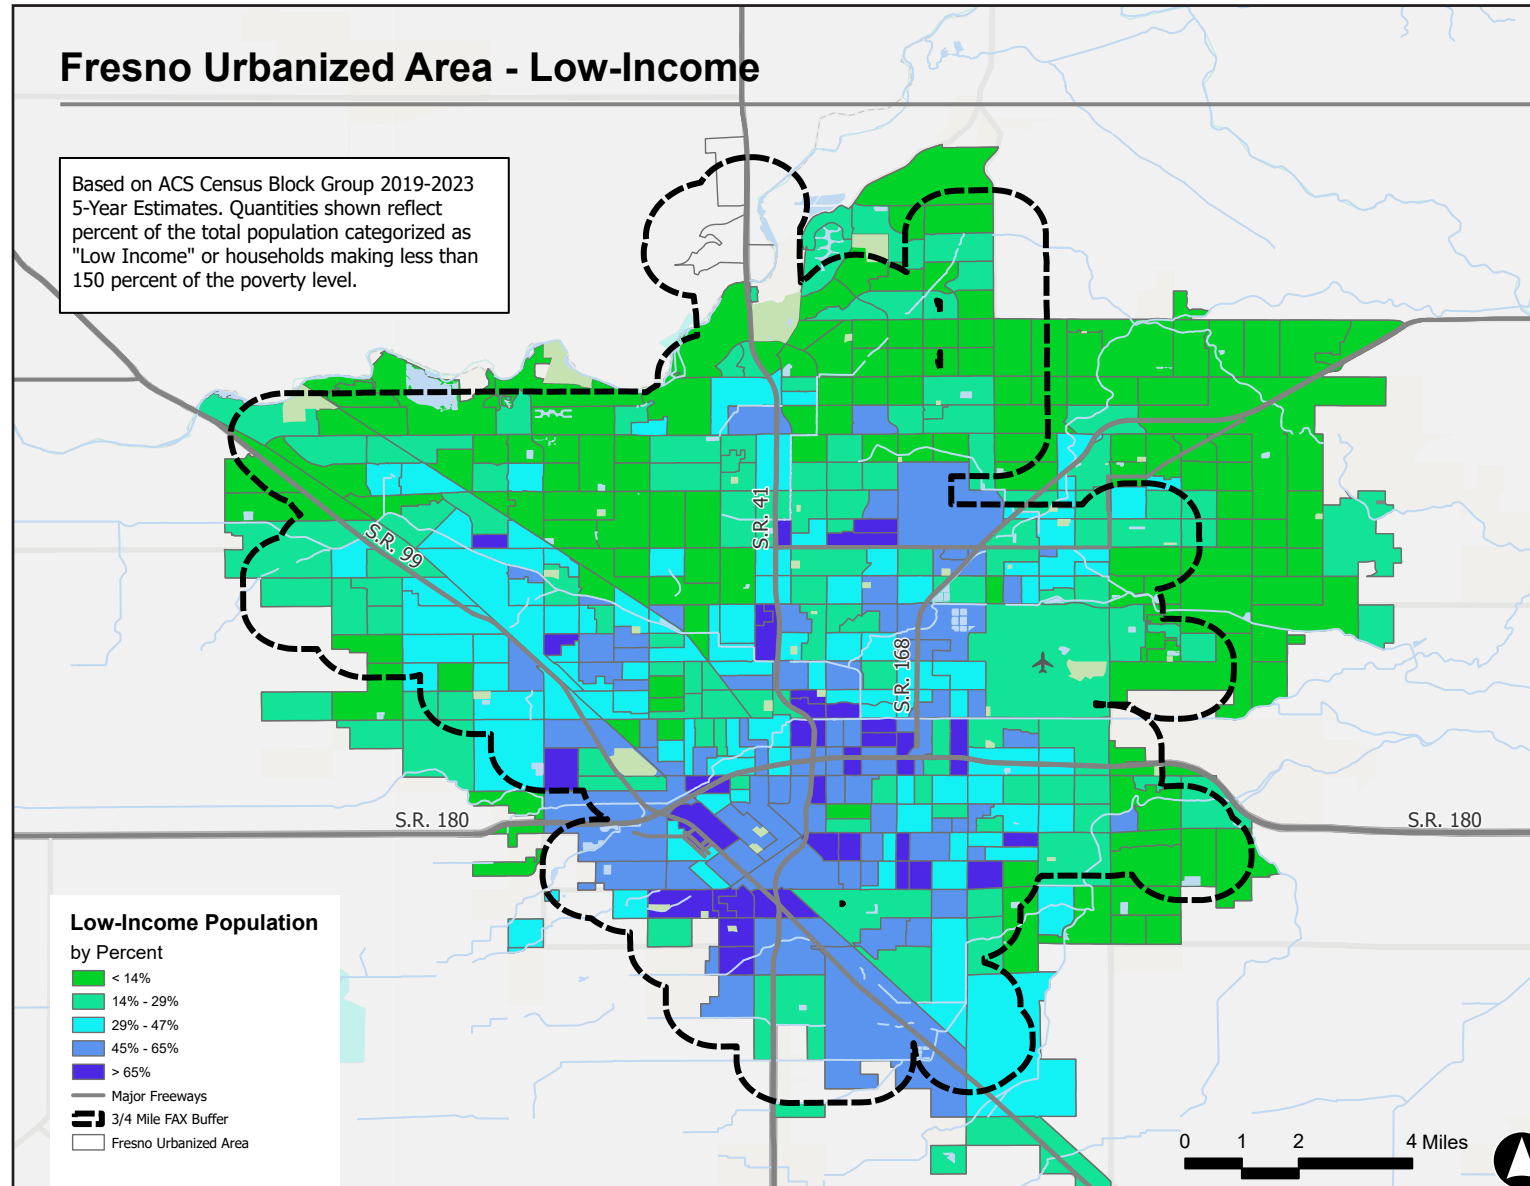 Fresno Urbanized Area - Low-Income
Based on ACS Census Block Group 2019-2023
5-Year Estimates. Quantities shown reflect
percent of the total population categorized as
"Low Income" or households making less than
150 percent of the poverty level.
S.R. 41
S.R. 99
S.R. 168
S.R. 180
S.R. 180
Low-Income Population
by Percent
< 14%
14% - 29%
29% - 47%
45% - 65%
> 65%
Major Freeways
3/4 Mile FAX Buffer
Fresno Urbanized Area
0 1 2 4 Miles